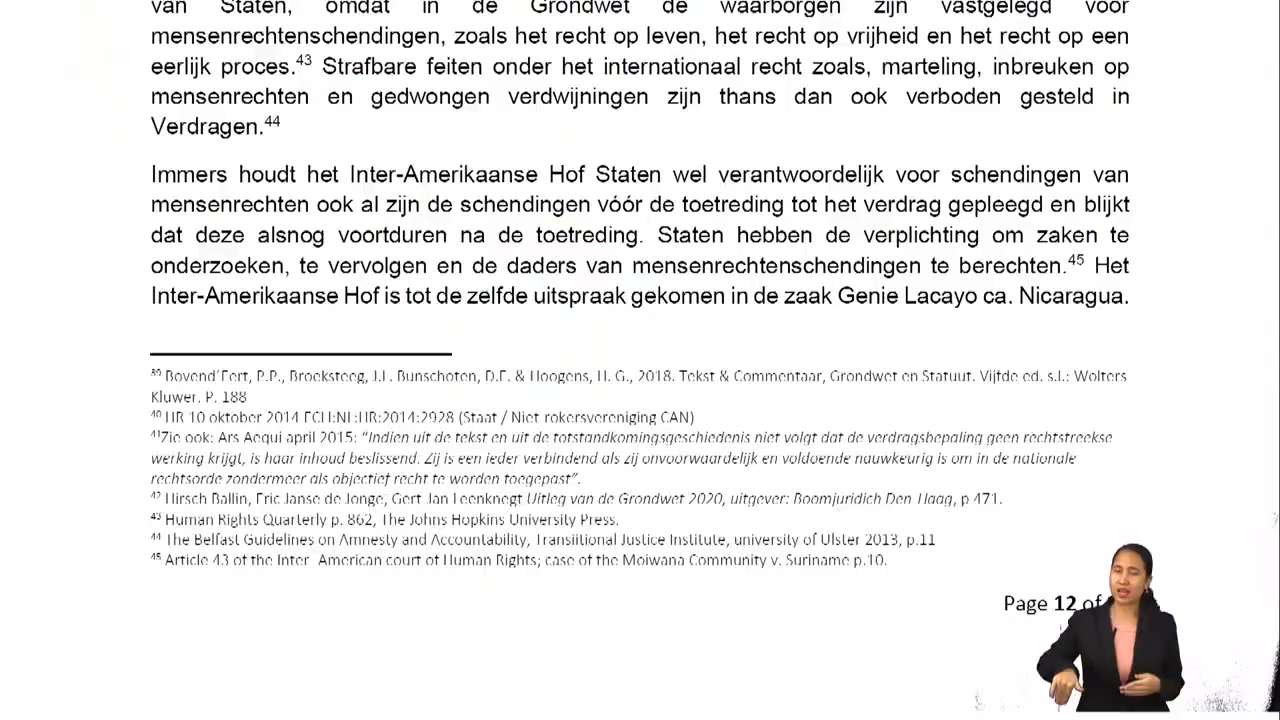 van Staten, omdat in de Grondwet de waarborgen zijn vastgelegd voor
mensenrechtenschendingen, zoals het recht op leven, het recht op vrijheid en het recht op een
eerlijk proces.43 Strafbare feiten onder het internationaal recht zoals, marteling, inbreuken op
mensenrechten en gedwongen verdwijningen zijn thans dan ook verboden gesteld in
Verdragen.44
Immers houdt het Inter-Amerikaanse Hof Staten wel verantwoordelijk voor schendingen van
mensenrechten ook al zijn de schendingen vóór de toetreding tot het verdrag gepleegd en blijkt
dat deze alsnog voortduren na de toetreding. Staten hebben de verplichting om zaken te
onderzoeken, te vervolgen en de daders van mensenrechtenschendingen te berechten.45 Het
Inter-Amerikaanse Hof is tot de zelfde uitspraak gekomen in de zaak Genie Lacayo ca. Nicaragua.
39 Bovend'Eert, P.P., Broeksteeg, J.L. Bunschoten, D.E. & Hoogens, H. G., 2018. Tekst & Commentaar, Grondwet en Statuut. Vijfde ed. s.l.: Wolters
Kluwer. P. 188
40 HR 10 oktober 2014 ECLI:NL:HR:2014:2928 (Staat / Niet-rokersvereniging CAN)
41Zie ook: Ars Aequi april 2015: “Indien uit de tekst en uit de totstandkomingsgeschiedenis niet volgt dat de verdragsbepaling geen rechtstreekse
werking krijgt, is haar inhoud beslissend. Zij is een ieder verbindend als zij onvoorwaardelijk en voldoende nauwkeurig is om in de nationale
rechtsorde zondermeer als objectief recht te worden toegepast”.
42 Hirsch Ballin, Eric Janse de Jonge, Gert Jan Leenknegt Uitleg van de Grondwet 2020, uitgever: Boomjuridich Den Haag, p 471.
43 Human Rights Quarterly p. 862, The Johns Hopkins University Press.
44 The Belfast Guidelines on Amnesty and Accountability, Transiitional Justice Institute, university of Ulster 2013, p.11
45 Article 43 of the Inter-American court of Human Rights; case of the Moiwana Community v. Suriname p.10.
Page 12 of